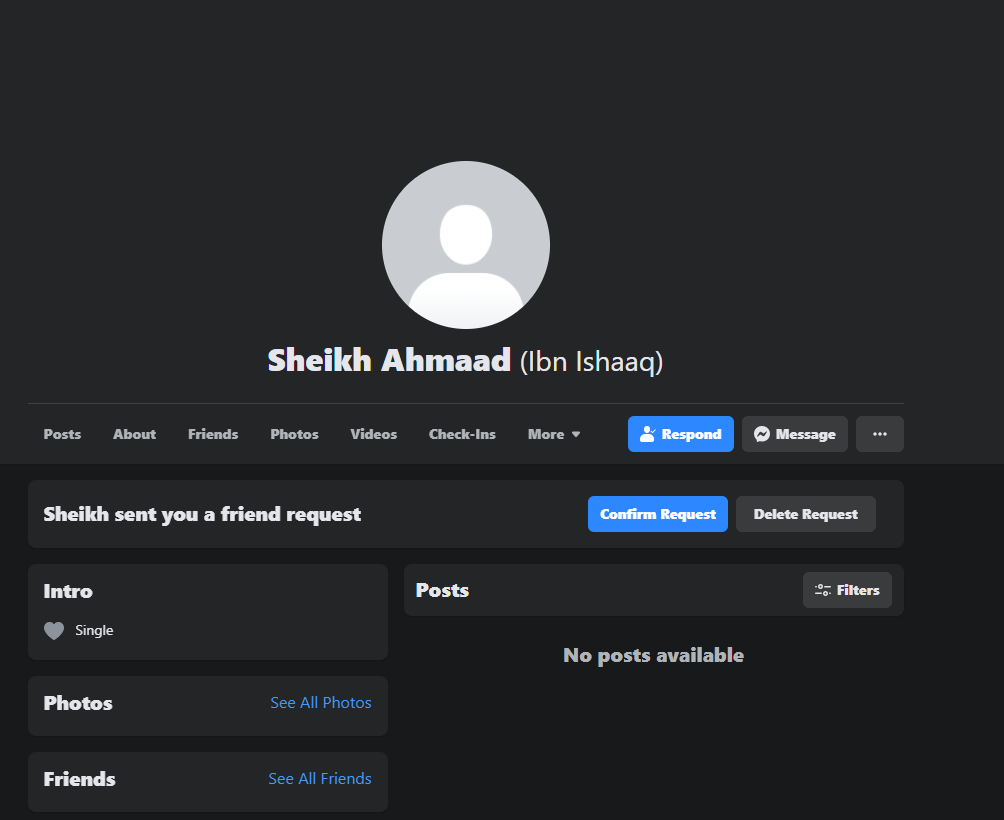 Sheikh Ahmaad (Ibn Ishaaq)
Posts About Friends Photos Videos Check-Ins More Respond Message
Sheikh sent you a friend request Confirm Request Delete Request
Intro
Single
Posts Filters
No posts available
Photos See All Photos
Friends See All Friends